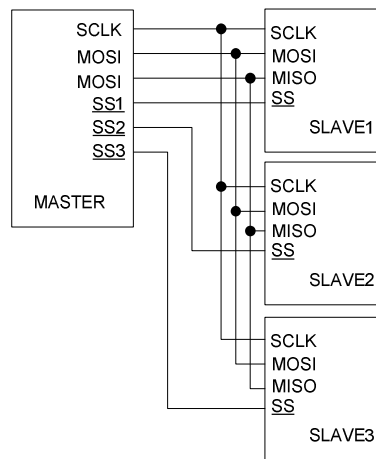 SCLK
MOSI
MOSI
SS1
SS2
SS3
MASTER
SCLK
MOSI
MISO
SS
SLAVE1
SCLK
MOSI
MISO
SS
SLAVE2
SCLK
MOSI
MISO
SS
SLAVE3